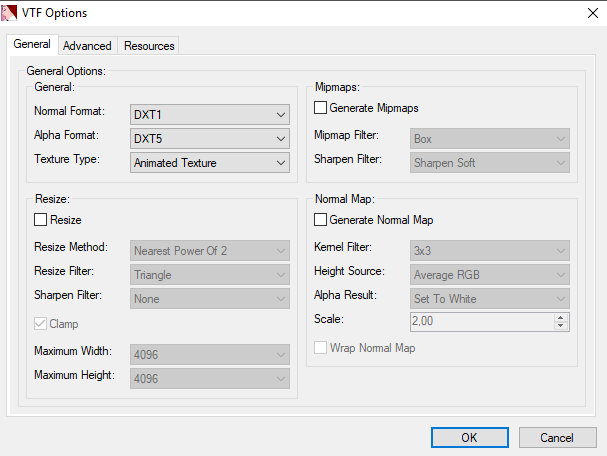 VTF Options
General Advanced Resources
General Options:
General:
Normal Format: DXT1
Alpha Format: DXT5
Texture Type: Animated Texture
Mipmaps:
Generate Mipmaps
Mipmap Filter: Box
Sharpen Filter: Sharpen Soft
Resize:
Resize
Resize Method: Nearest Power Of 2
Resize Filter: Triangle
Sharpen Filter: None
Clamp
Maximum Width: 4096
Maximum Height: 4096
Normal Map:
Generate Normal Map
Kernel Filter: 3x3
Height Source: Average RGB
Alpha Result: Set To White
Scale: 2,00
Wrap Normal Map
OK Cancel